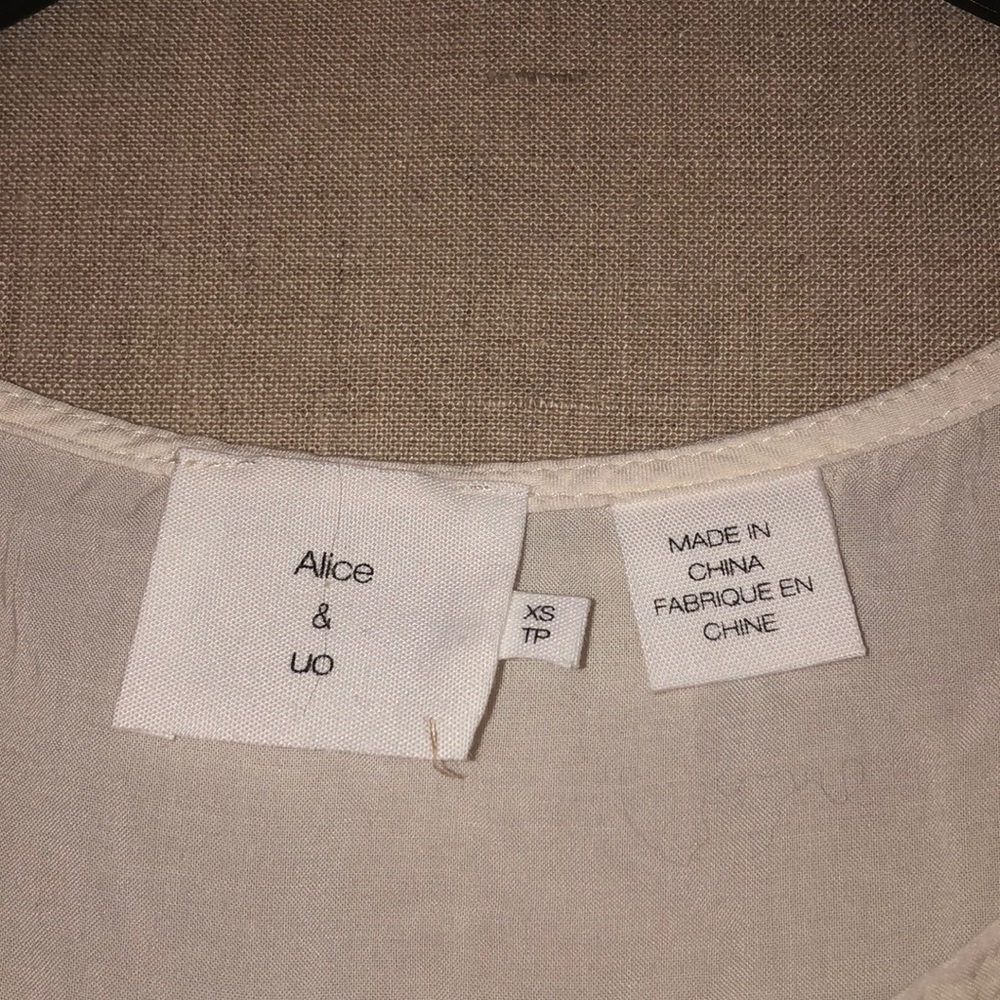 Alice
&
UO
XS
TP
MADE IN
CHINA
FABRIQUE EN
CHINE